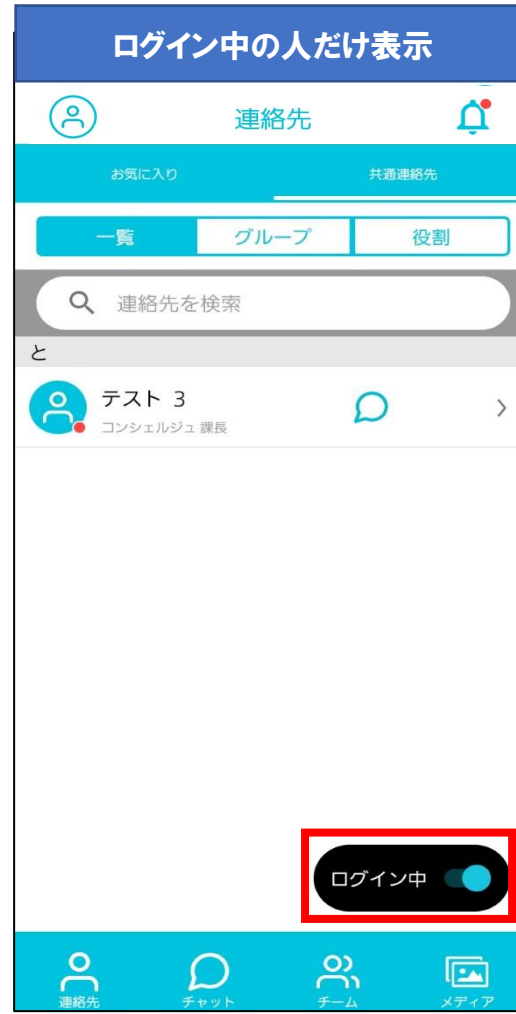 ログイン中の人だけ表示
連絡先
お気に入り
共通連絡先
一覧
グループ
役割
連絡先を検索
と
テスト 3
コンシェルジュ 課長
ログイン中
連絡先
チャット
チーム
メディア